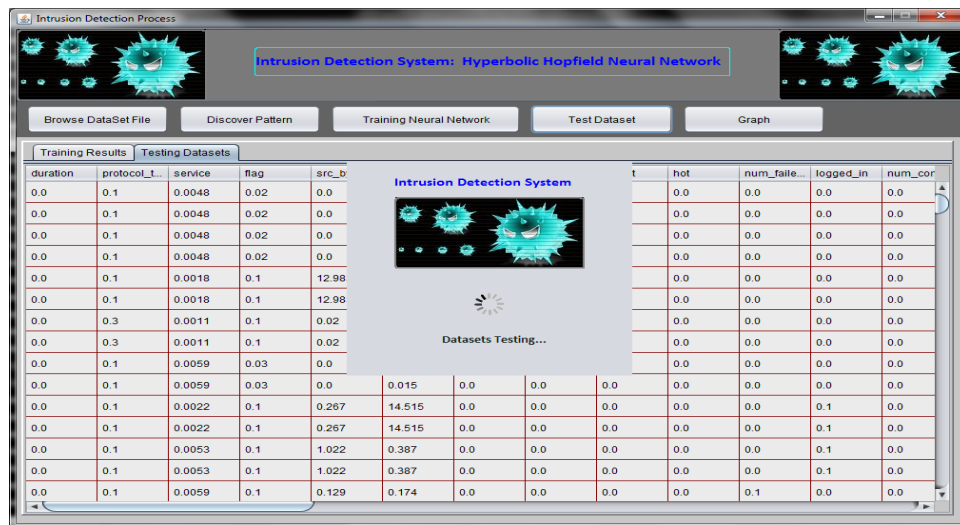 Intrusion Detection Process
Intrusion Detection System: Hyperbolic Hopfield Neural Network
Browse DataSet File Discover Pattern Training Neural Network Test Dataset Graph
Training Results Testing Datasets
duration protocol_t... service flag src_by t hot num_faile... logged_in num_cor
Intrusion Detection System
Datasets Testing...
0.0 0.1 0.0048 0.02 0.0 0.0 0.0 0.0 0.0
0.0 0.1 0.0048 0.02 0.0 0.0 0.0 0.0 0.0
0.0 0.1 0.0048 0.02 0.0 0.0 0.0 0.0 0.0
0.0 0.1 0.0048 0.02 0.0 0.0 0.0 0.0 0.0
0.0 0.1 0.0018 0.1 12.98 0.0 0.0 0.0 0.0
0.0 0.1 0.0018 0.1 12.98 0.0 0.0 0.0 0.0
0.0 0.3 0.0011 0.1 0.02 0.0 0.0 0.0 0.0
0.0 0.3 0.0011 0.1 0.02 0.0 0.0 0.0 0.0
0.0 0.1 0.0059 0.03 0.0 0.0 0.0 0.0 0.0
0.0 0.1 0.0059 0.03 0.0 0.015 0.0 0.0 0.0 0.0 0.0 0.0 0.0
0.0 0.1 0.0022 0.1 0.267 14.515 0.0 0.0 0.0 0.0 0.0 0.1 0.0
0.0 0.1 0.0022 0.1 0.267 14.515 0.0 0.0 0.0 0.0 0.0 0.1 0.0
0.0 0.1 0.0053 0.1 1.022 0.387 0.0 0.0 0.0 0.0 0.0 0.1 0.0
0.0 0.1 0.0053 0.1 1.022 0.387 0.0 0.0 0.0 0.0 0.0 0.1 0.0
0.0 0.1 0.0059 0.1 0.129 0.174 0.0 0.0 0.0 0.0 0.1 0.0 0.0